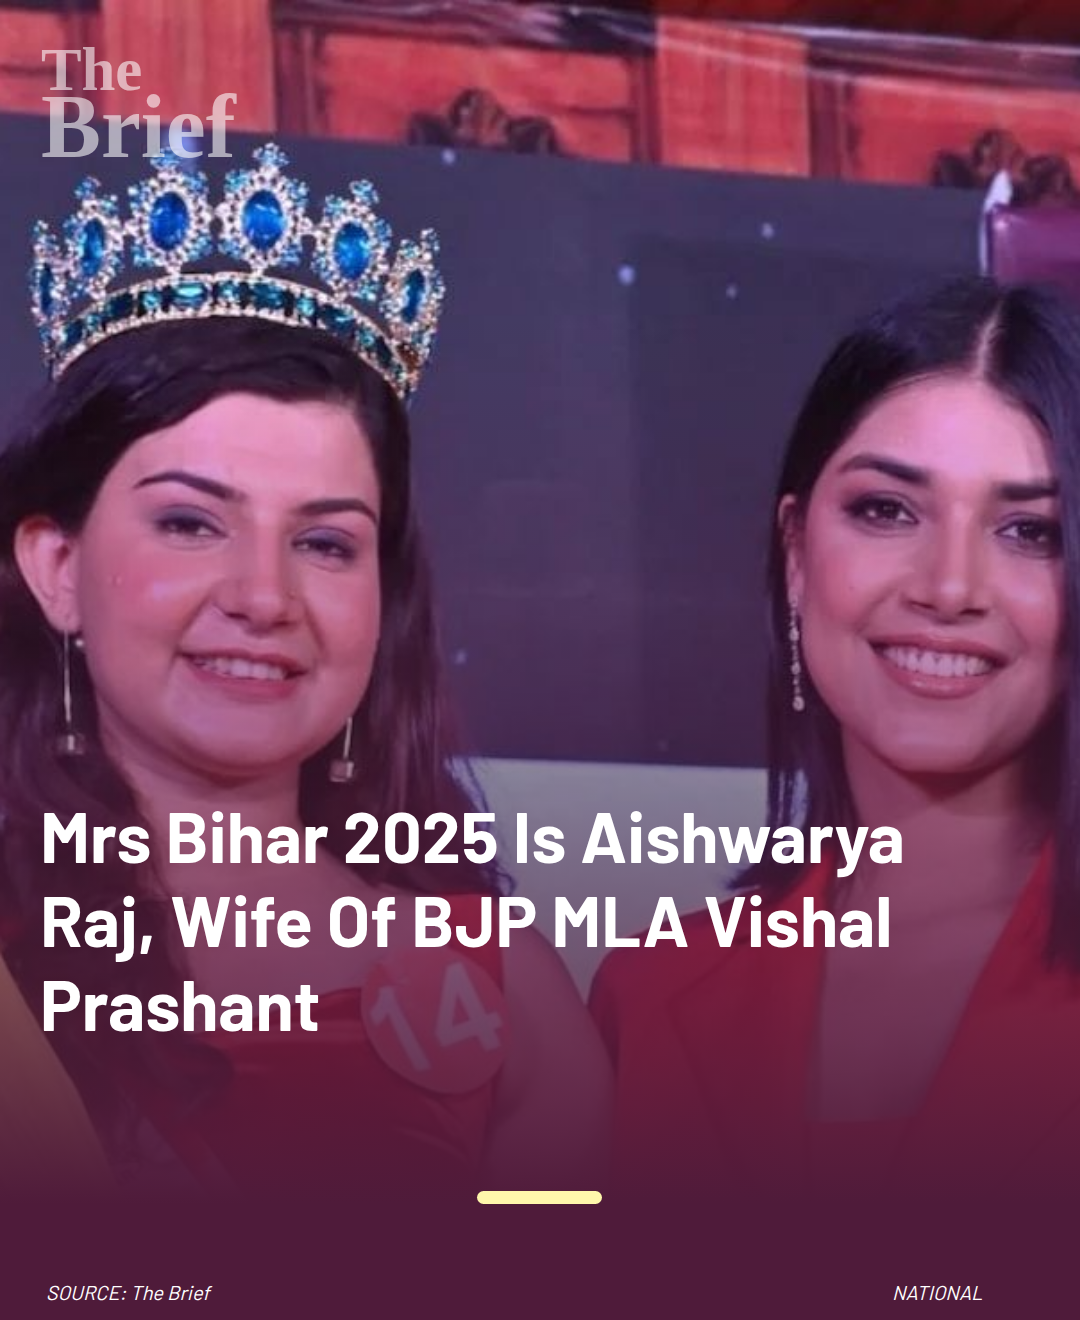 The
Brief
Mrs Bihar 2025 Is Aishwarya
Raj, Wife Of BJP MLA Vishal
Prashant
14
SOURCE: The Brief
NATIONAL